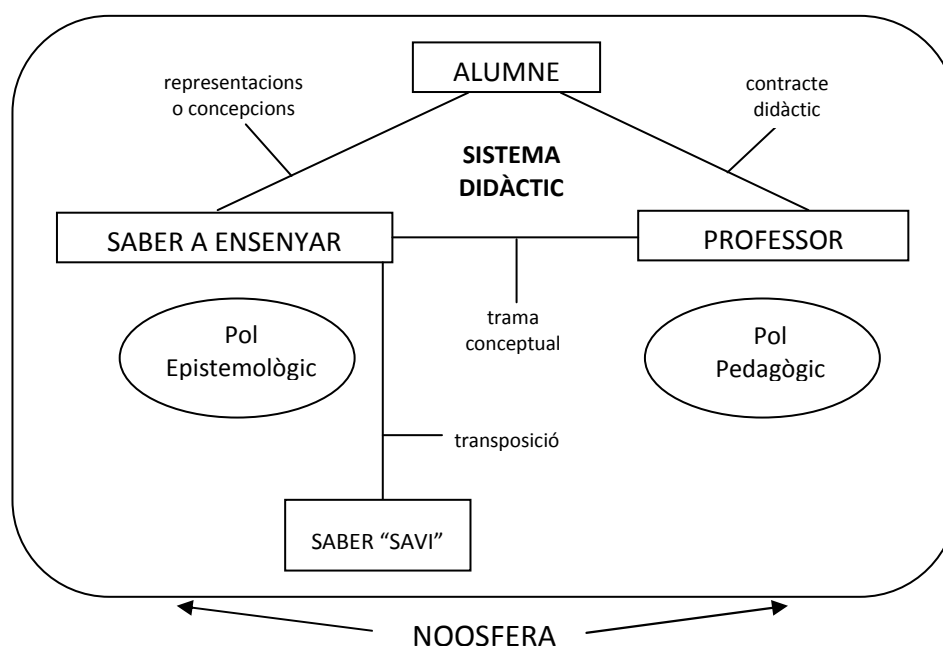 ALUMNE
representacions
o concepcions
contracte
didàctic
SISTEMA
DIDÀCTIC
SABER A ENSENYAR
PROFESSOR
trama
conceptual
Pol
Epistemològic
Pol
Pedagògic
transposició
SABER “SAVI”
NOOSFERA